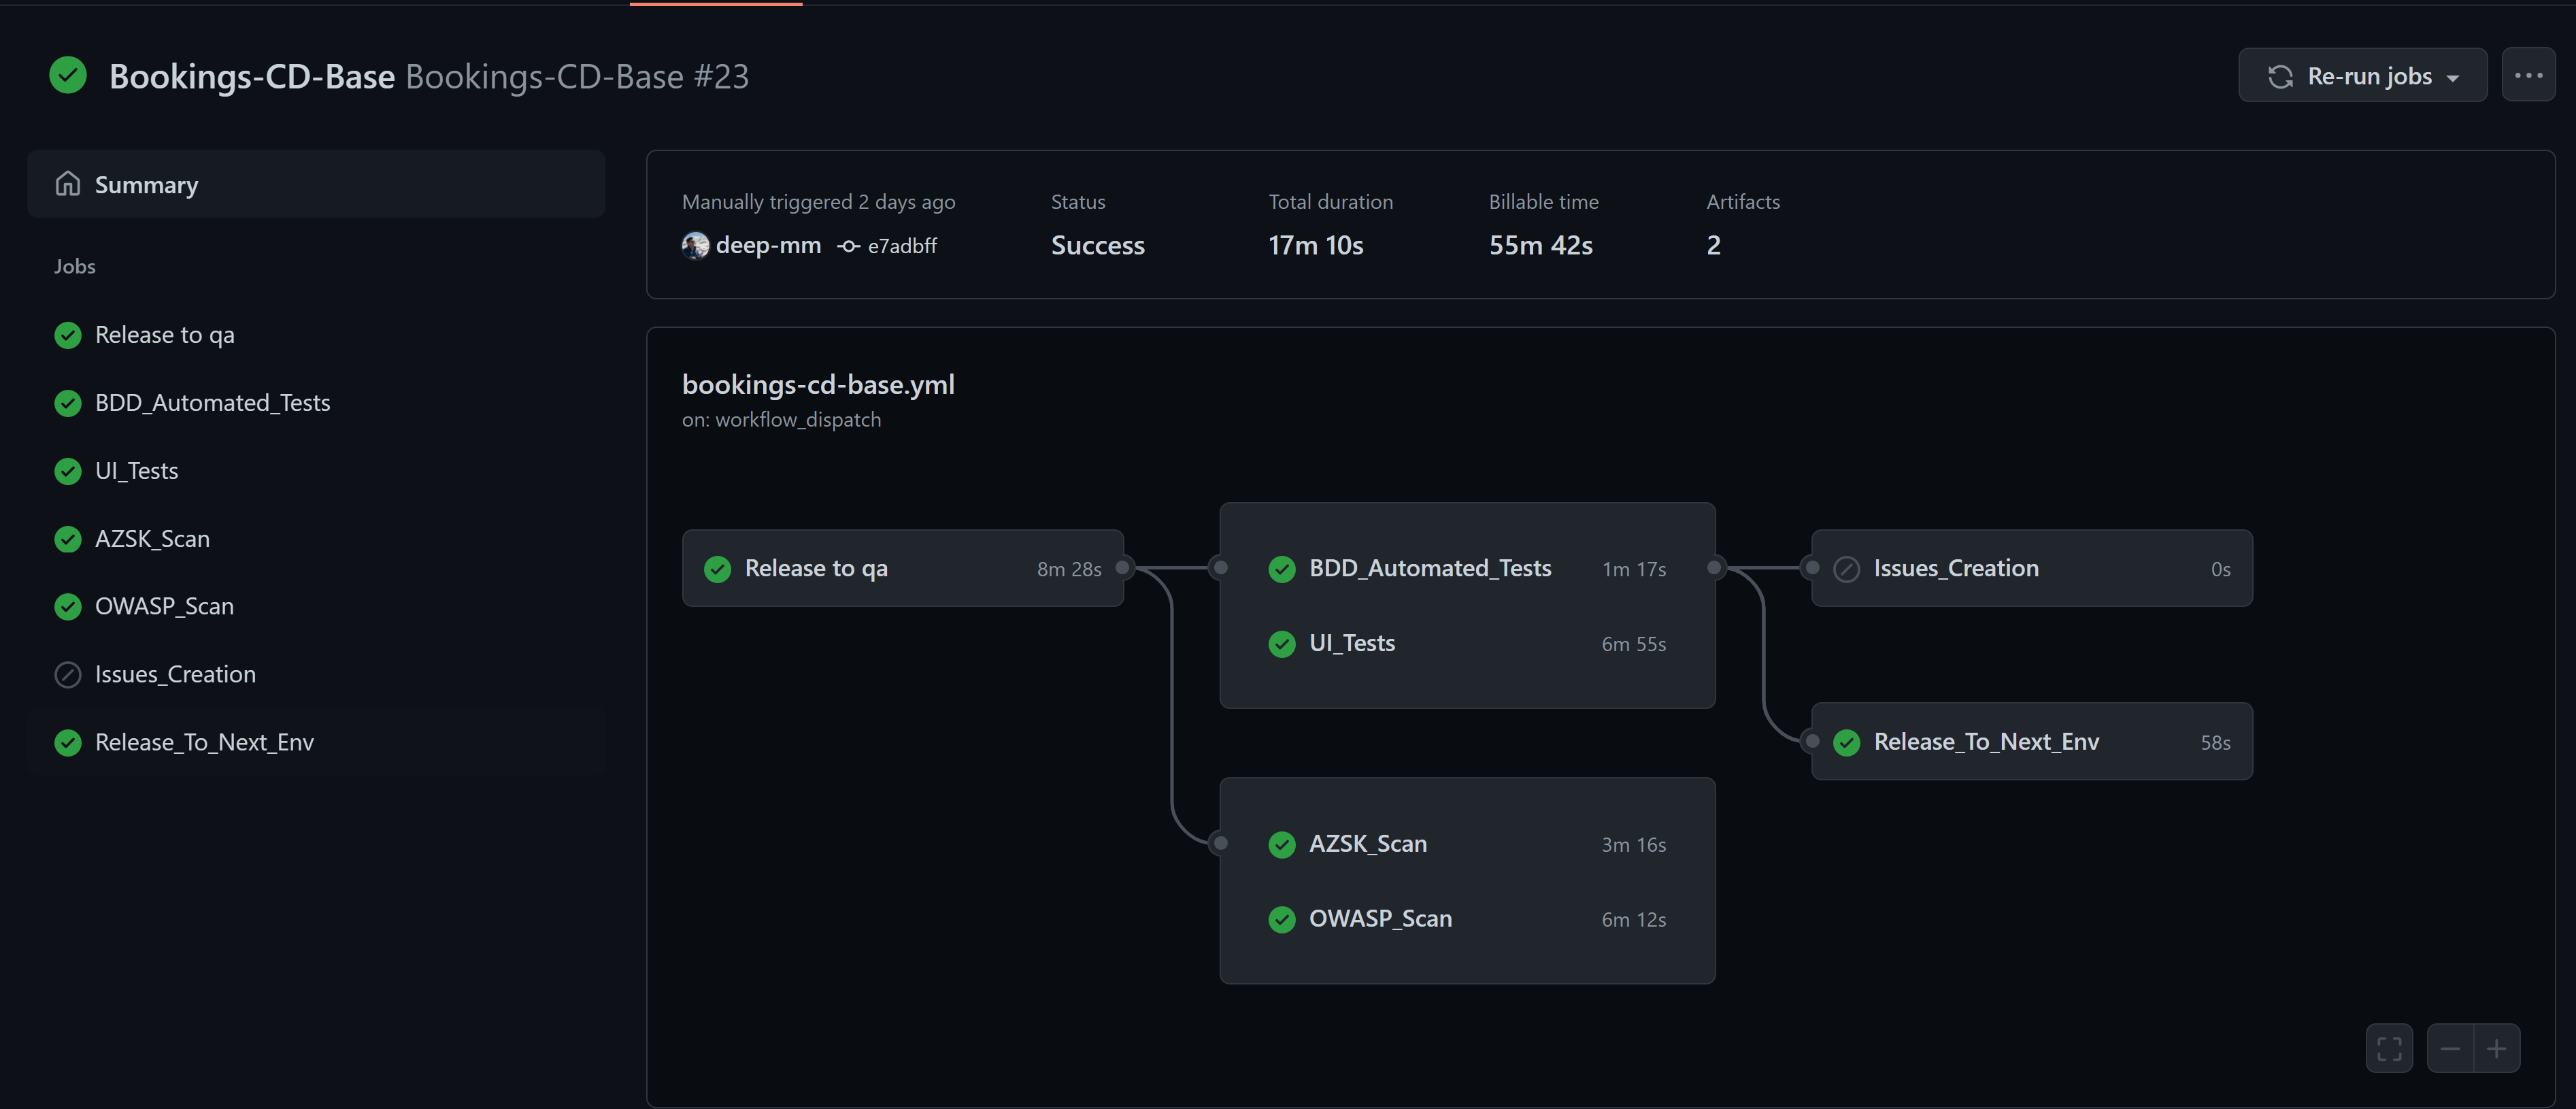 Bookings-CD-Base Bookings-CD-Base #23
Re-run jobs
Summary
Jobs
Release to qa
BDD_Automated_Tests
UI_Tests
AZSK_Scan
OWASP_Scan
Issues_Creation
Release_To_Next_Env
Manually triggered 2 days ago
deep-mm e7adbff
Status
Success
Total duration
17m 10s
Billable time
55m 42s
Artifacts
2
bookings-cd-base.yml
on: workflow_dispatch
Release to qa 8m 28s
BDD_Automated_Tests 1m 17s
UI_Tests 6m 55s
AZSK_Scan 3m 16s
OWASP_Scan 6m 12s
Issues_Creation 0s
Release_To_Next_Env 58s